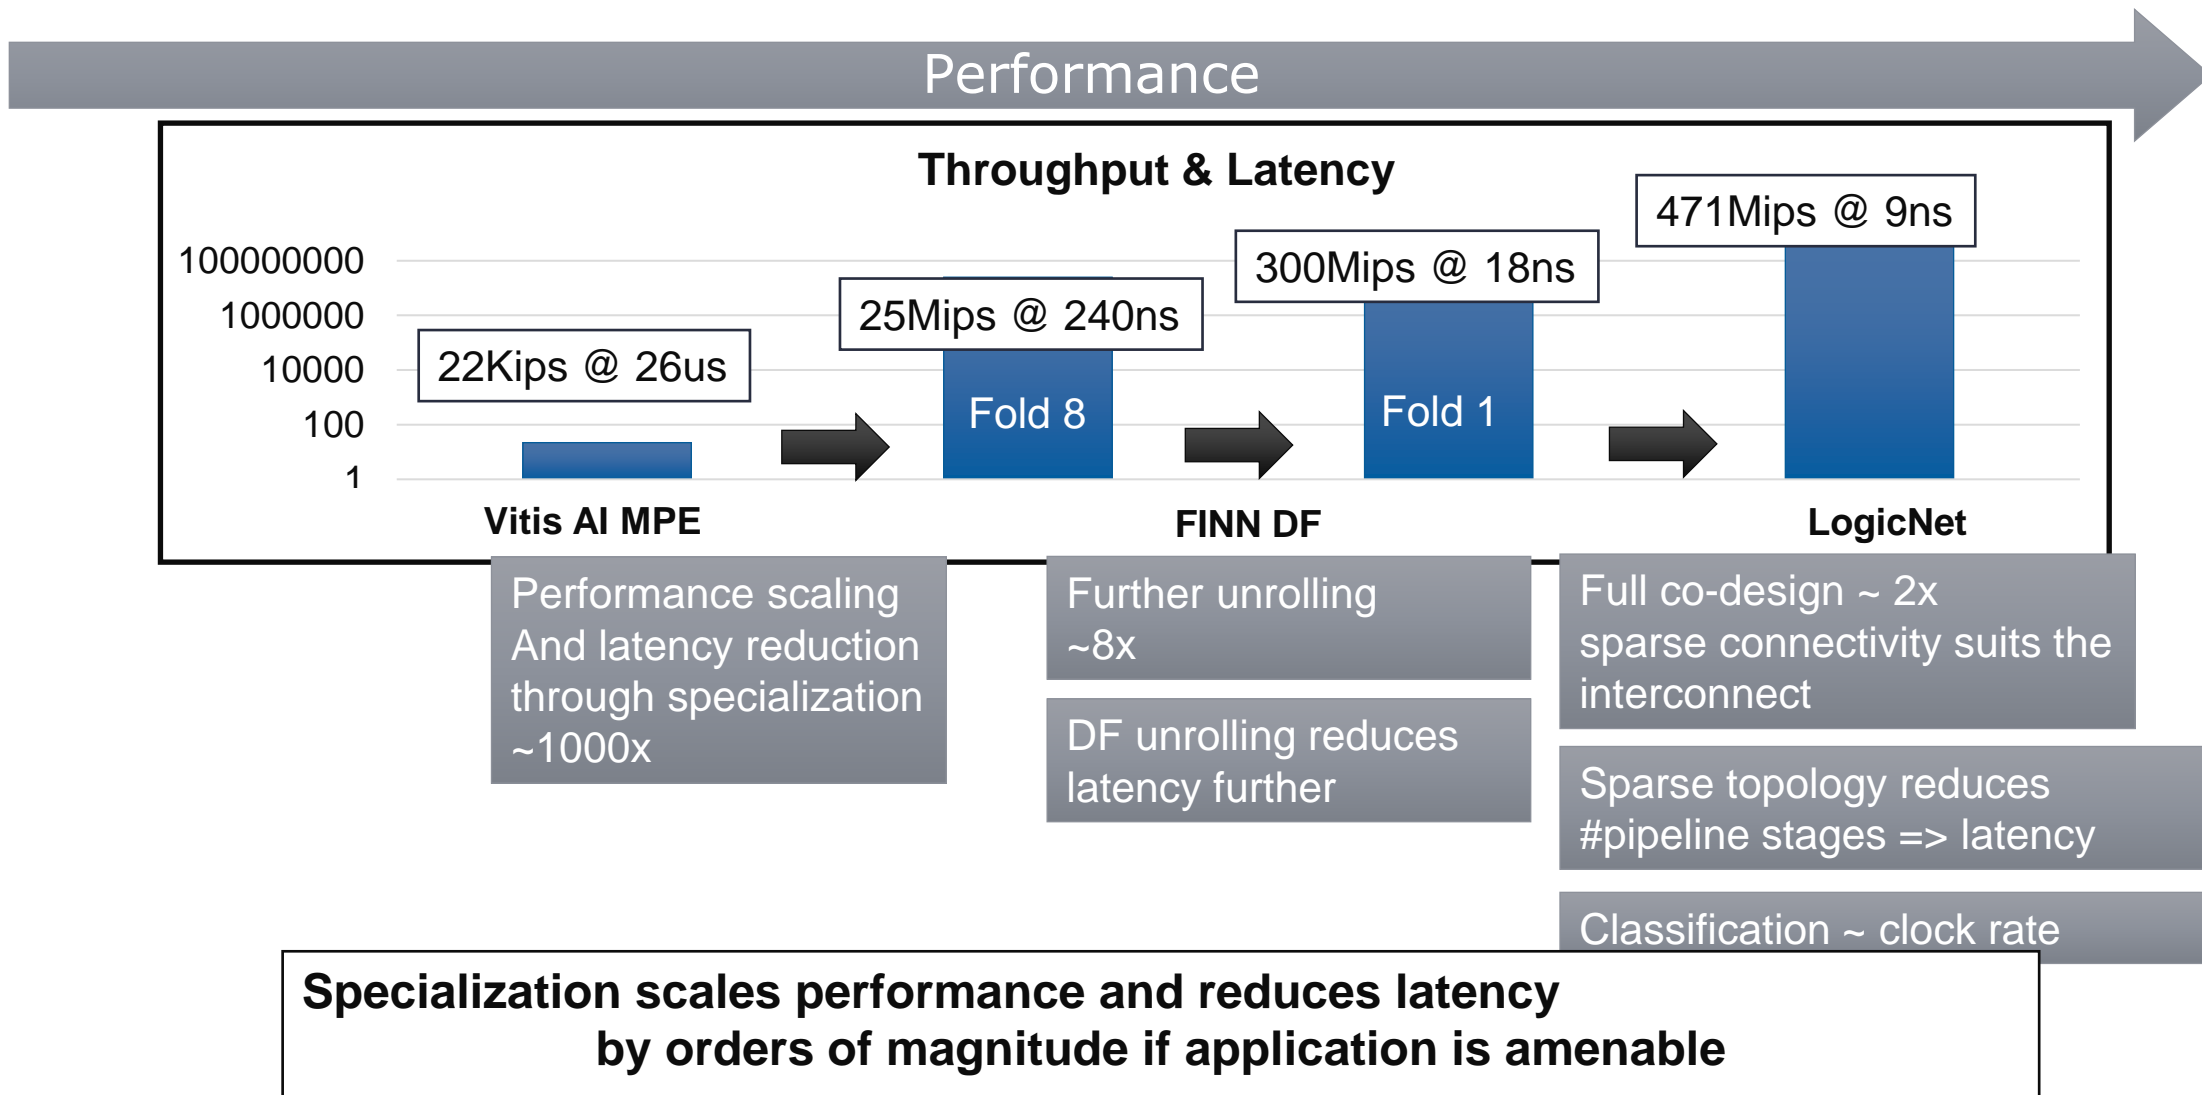 Performance
Throughput & Latency
100000000
1000000
10000
100
1
22Kips @ 26us
25Mips @ 240ns
300Mips @ 18ns
471Mips @ 9ns
Fold 8
Fold 1
Vitis AI MPE
FINN DF
LogicNet
Performance scaling
And latency reduction
through specialization
~1000x
Further unrolling
~8x
DF unrolling reduces
latency further
Full co-design ~ 2x
sparse connectivity suits the
interconnect
Sparse topology reduces
#pipeline stages => latency
Classification ~ clock rate
Specialization scales performance and reduces latency
by orders of magnitude if application is amenable